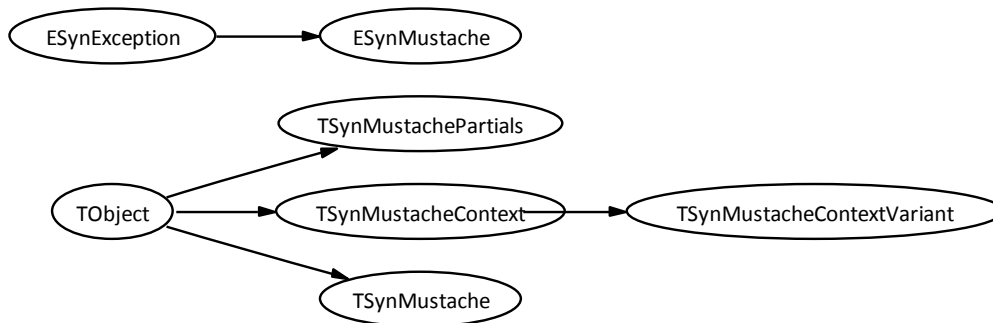 ESynException
ESynMustache
TSynMustachePartials
TObject
TSynMustacheContext
TSynMustacheContextVariant
TSynMustache